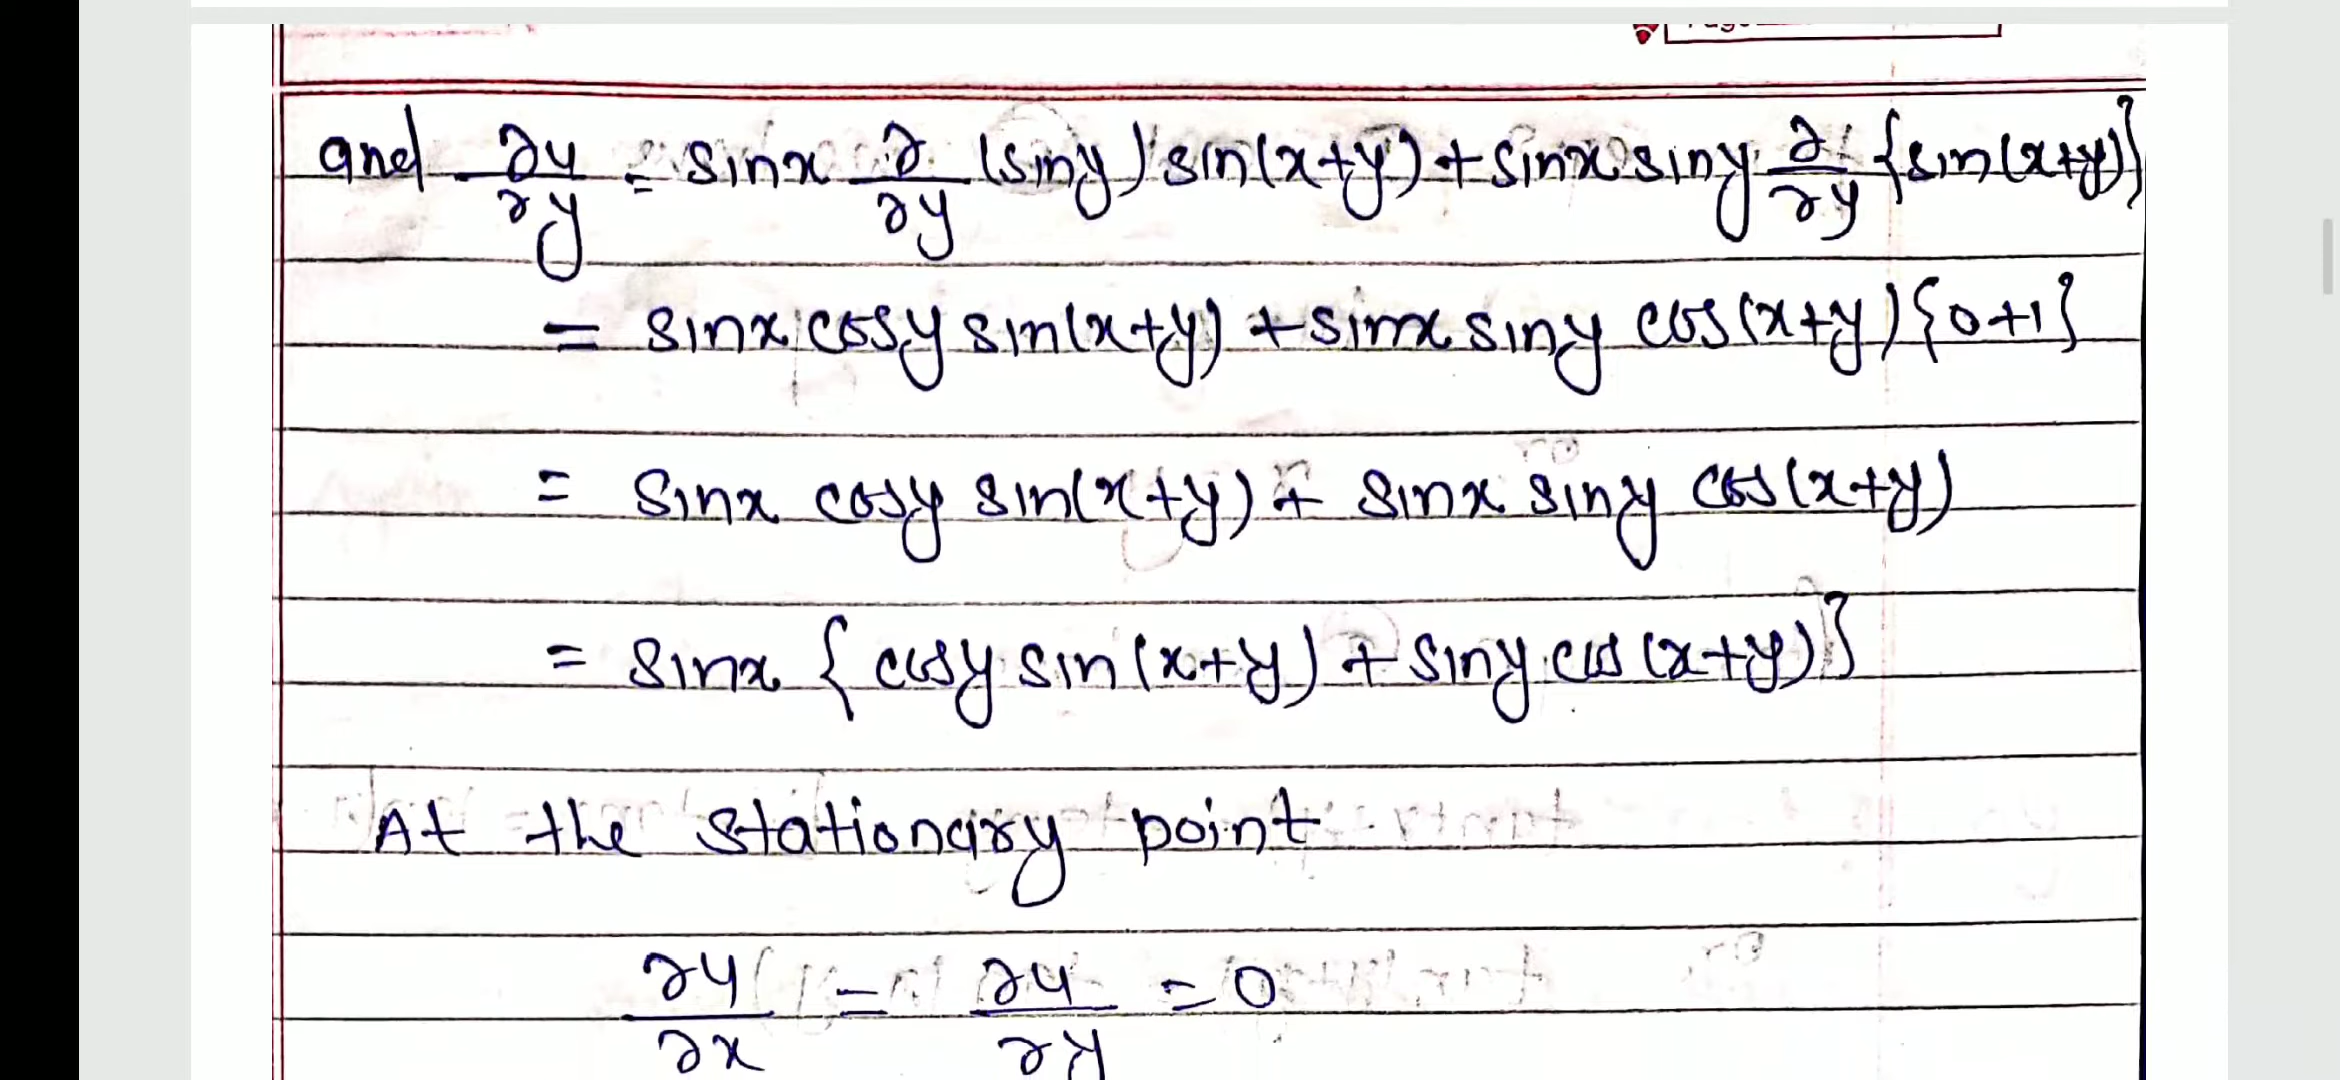 and ∂u/∂y = sinx ∂/∂y (siny) sin(x+y) + sinx siny ∂/∂y {sin(x+y)}
= sinx cosy sin(x+y) + sinx siny cos(x+y) {0+1}
= sinx cosy sin(x+y) + sinx siny cos(x+y)
= sinx { cosy sin(x+y) + siny cos(x+y)}
At the stationary point
∂u/∂x = ∂u/∂y = 0